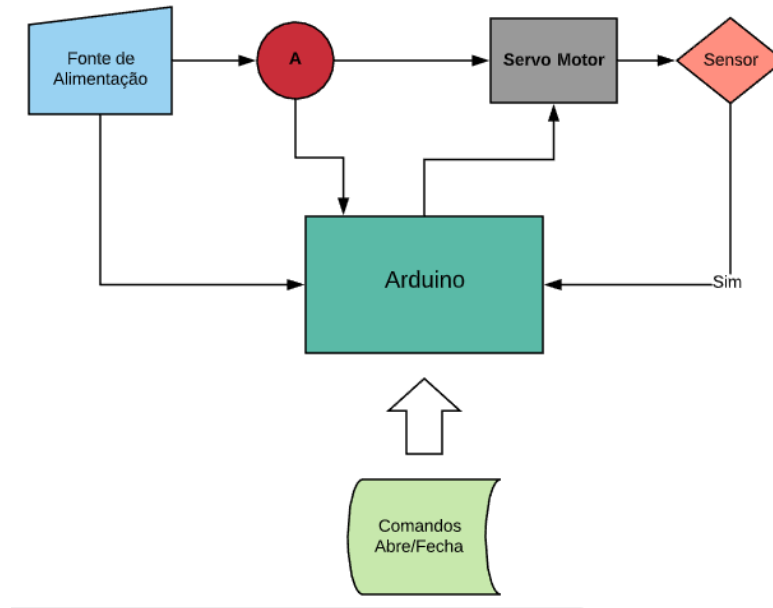 Fonte de
Alimentação
A
Servo Motor
Sensor
Arduino
Sim
Comandos
Abre/Fecha